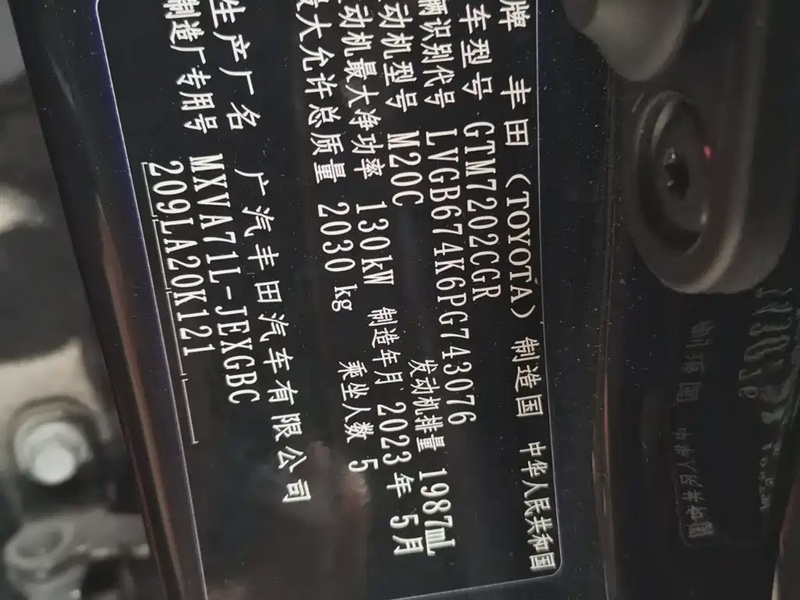 牌 丰田（TOYOTA） 制造国 中华人民共和国
车型号 GTM7202CGR
辆识别代号 LVGB674K6PG743076
动机型号 M20C 发动机排量 1987mL
动机最大净功率 130kW 制造年月 2023年 5月
最大允许总质量 2030 kg 乘坐人数 5
生产厂名 广汽丰田汽车有限公司
制造厂专用号 MXVA71L-JEXGBC
209LA20K121